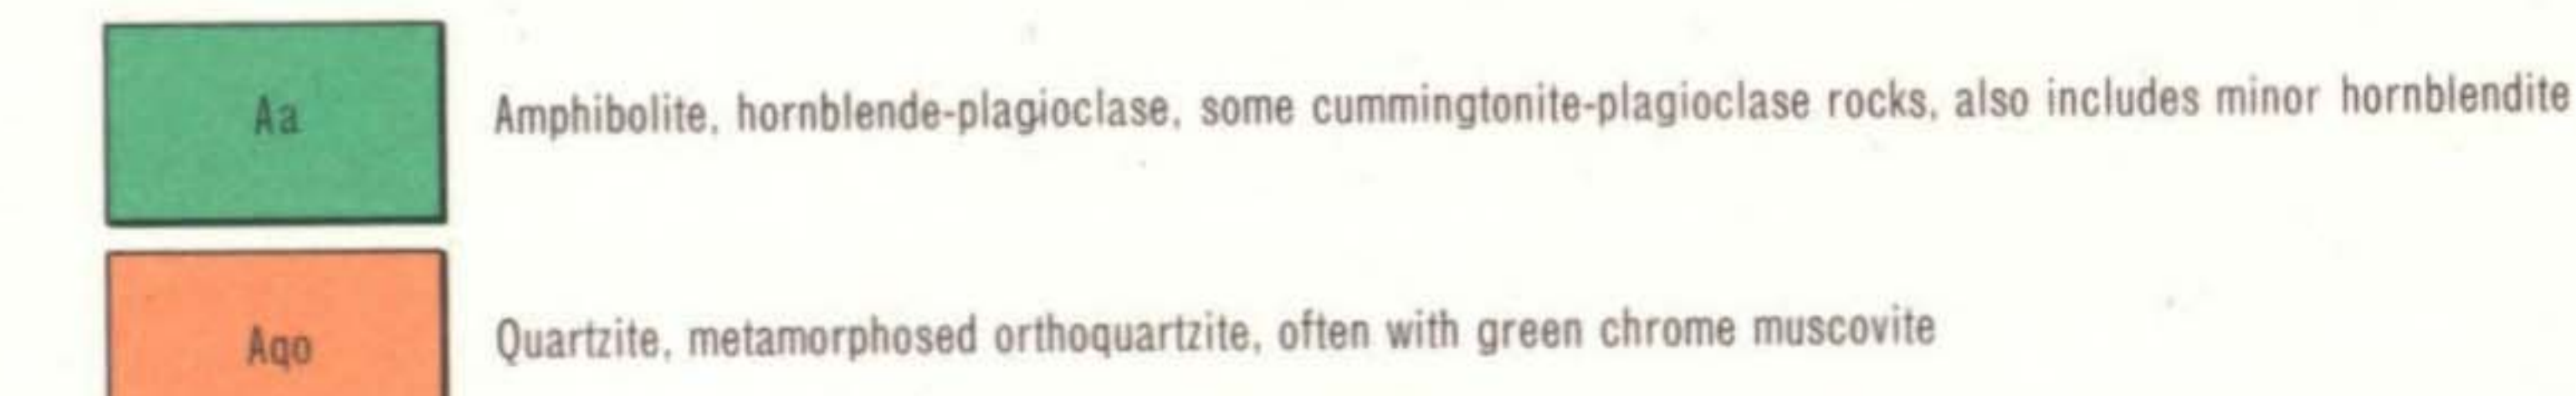 Aa Amphibolite, hornblende-plagioclase, some cummingtonite-plagioclase rocks, also includes minor hornblendite
Aqo Quartzite, metamorphosed orthoquartzite, often with green chrome muscovite